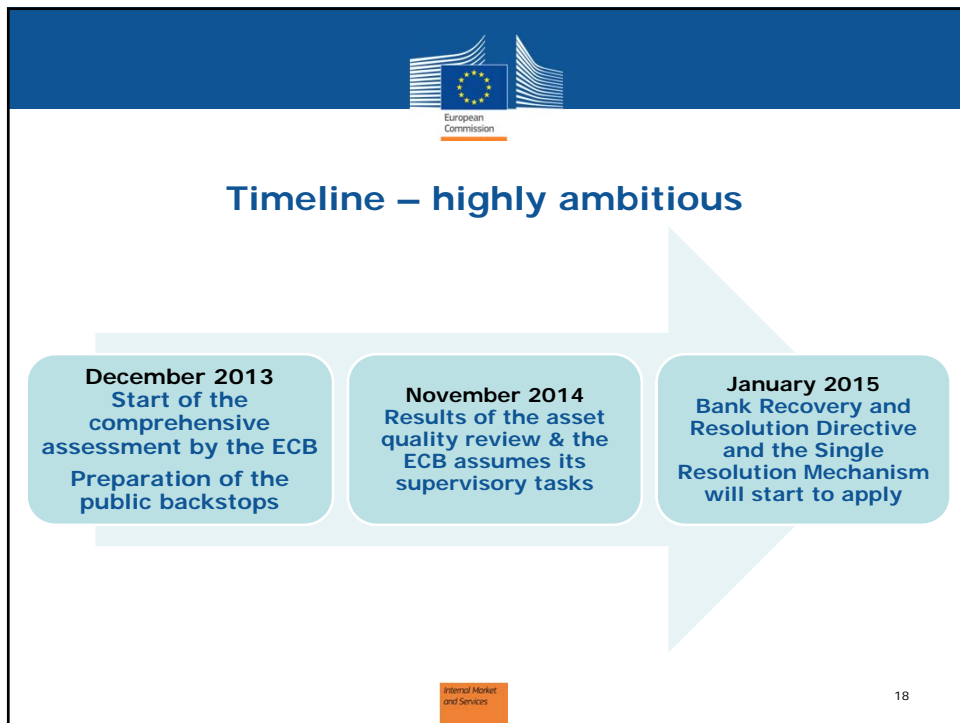 European
Commission
Timeline – highly ambitious
December 2013
Start of the
comprehensive
assessment by the ECB
Preparation of the
public backstops
November 2014
Results of the asset
quality review & the
ECB assumes its
supervisory tasks
January 2015
Bank Recovery and
Resolution Directive
and the Single
Resolution Mechanism
will start to apply
Internal Market
and Services
18